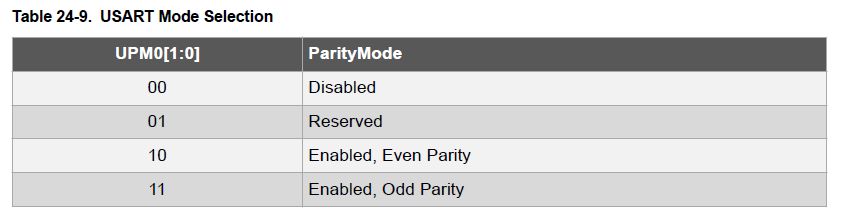 Table 24-9. USART Mode Selection
UPM0[1:0] ParityMode
00 Disabled
01 Reserved
10 Enabled, Even Parity
11 Enabled, Odd Parity